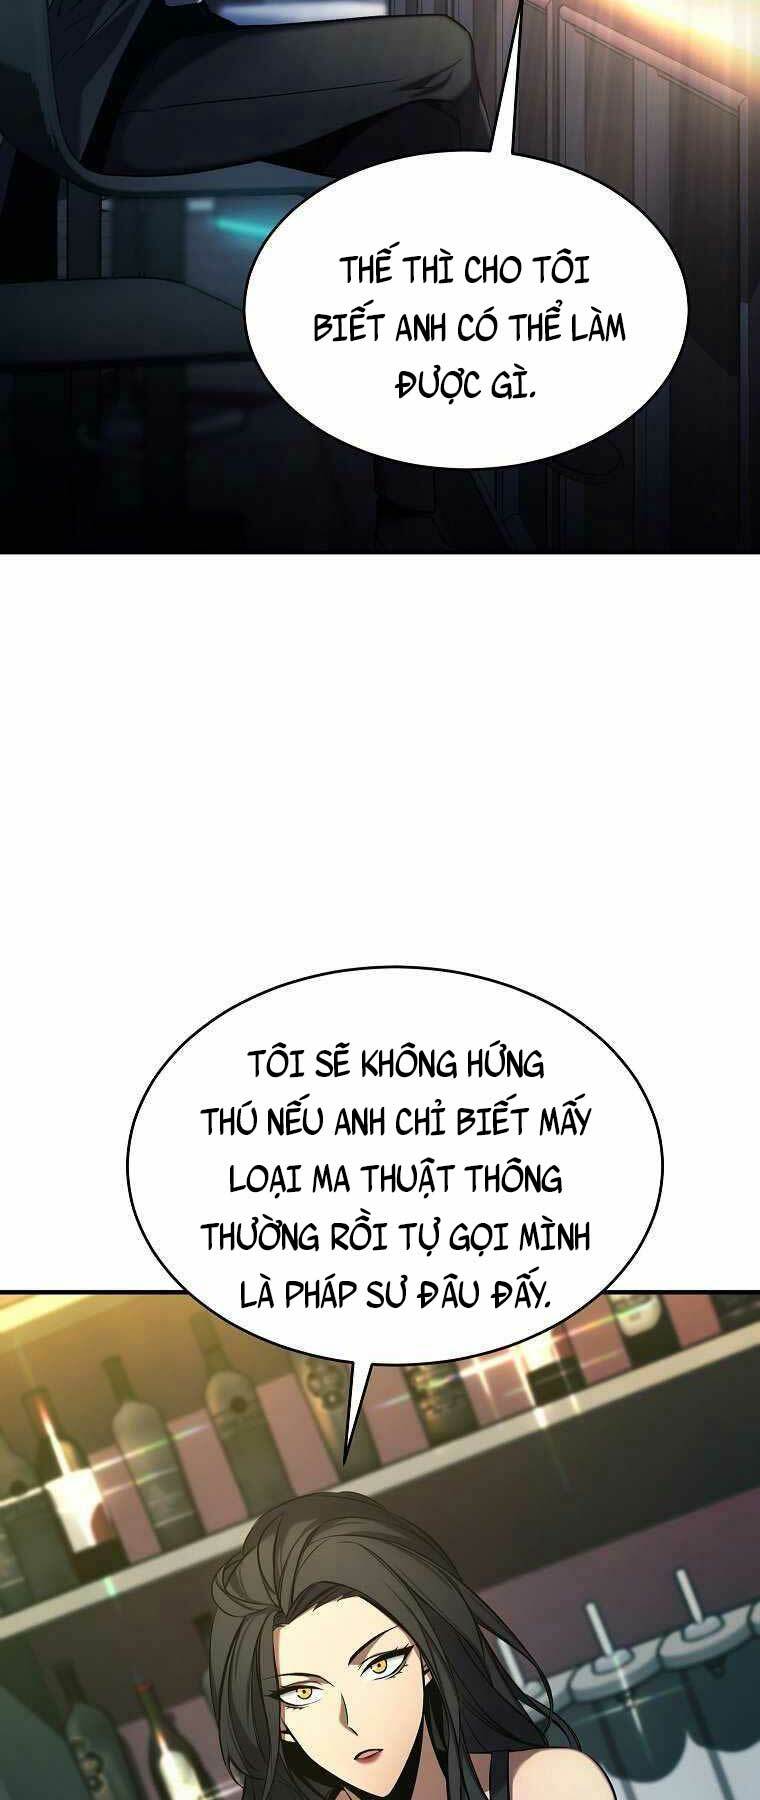 THẾ THÌ CHO TÔI
BIẾT ANH CÓ THỂ LÀM
ĐƯỢC GÌ.
TÔI SẼ KHÔNG HỨNG
THÚ NẾU ANH CHỈ BIẾT MẤY
LOẠI MA THUẬT THÔNG
THƯỜNG RỒI TỰ GỌI MÌNH
LÀ PHÁP SƯ ĐÂU ĐẤY.